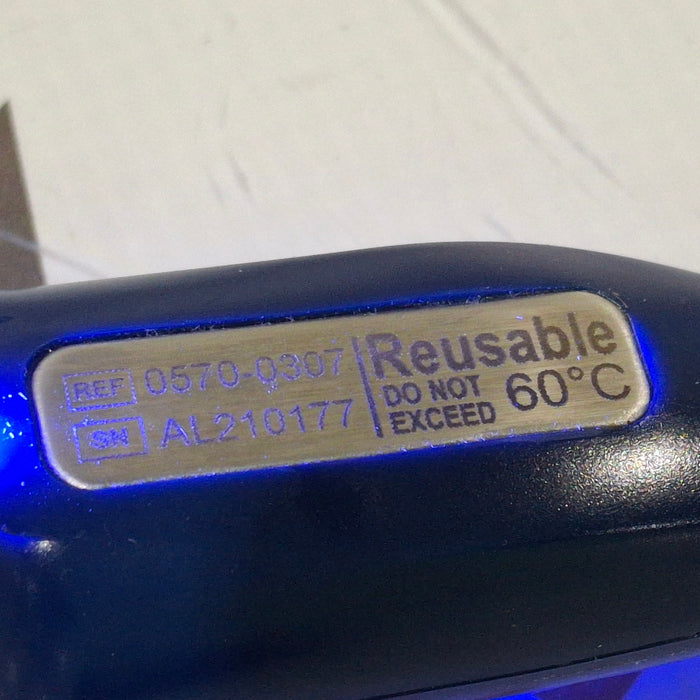 REF 0570-0307
SN AL210177
Reusable
DO NOT
EXCEED
60°C